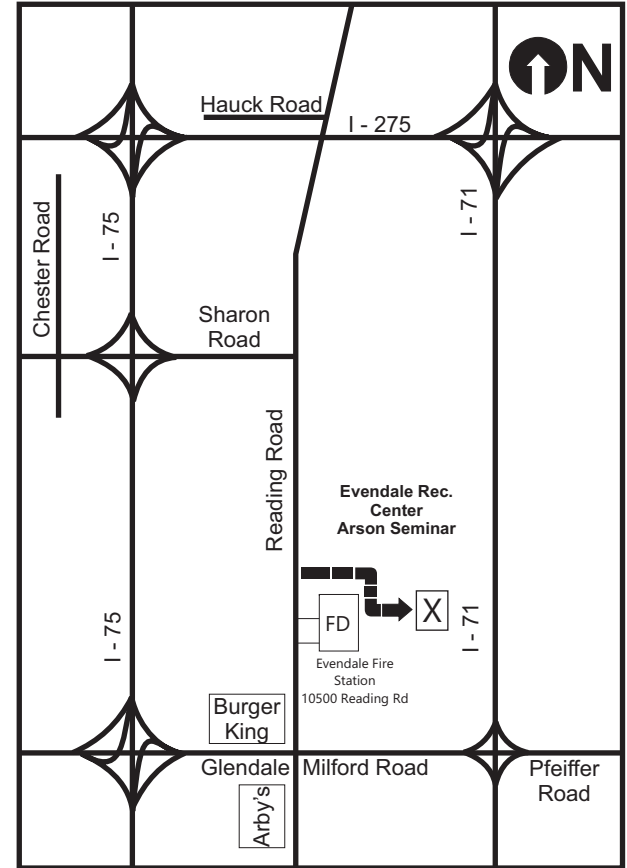 N
Hauck Road
I - 275
Chester Road
I - 75
I - 71
Sharon
Road
Reading Road
Evendale Rec.
Center
Arson Seminar
X
FD
I - 75
I - 71
Evendale Fire
Station
10500 Reading Rd
Burger
King
Glendale Milford Road
Pfeiffer
Road
Arby's